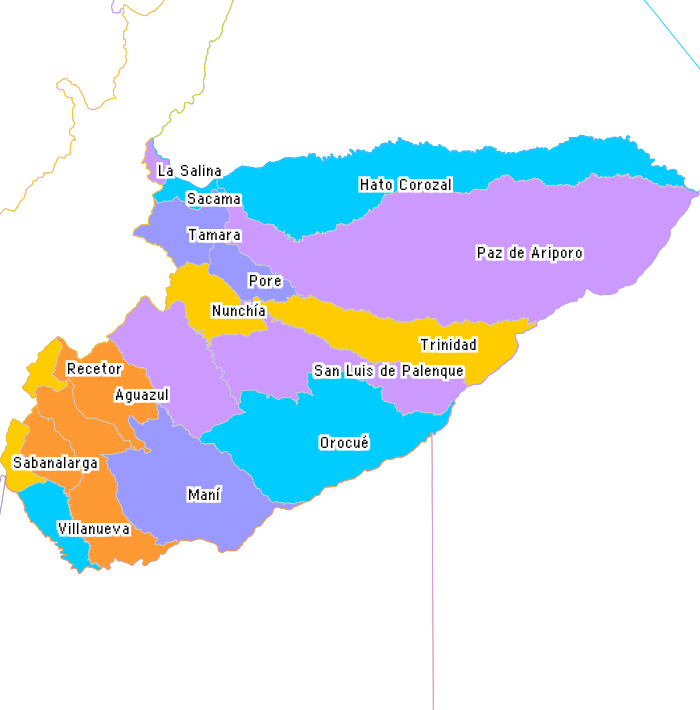 La Salina
Hato Corozal
Sacama
Tamara
Paz de Ariporo
Pore
Nunchía
Trinidad
Recetor
San Luis de Palenque
Aguazul
Orocué
Sabanalarga
Maní
Villanueva